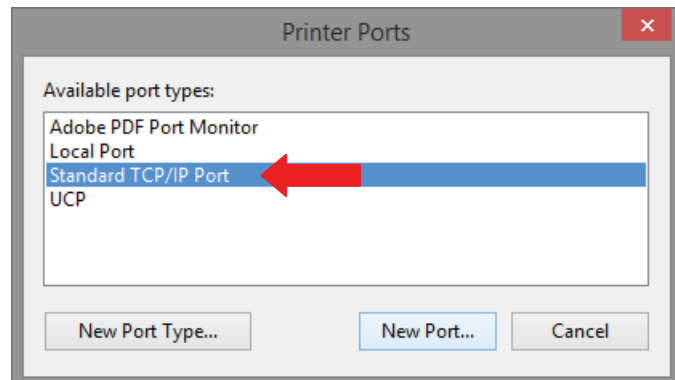 Printer Ports
Available port types:
Adobe PDF Port Monitor
Local Port
Standard TCP/IP Port
UCP
New Port Type...
New Port...
Cancel